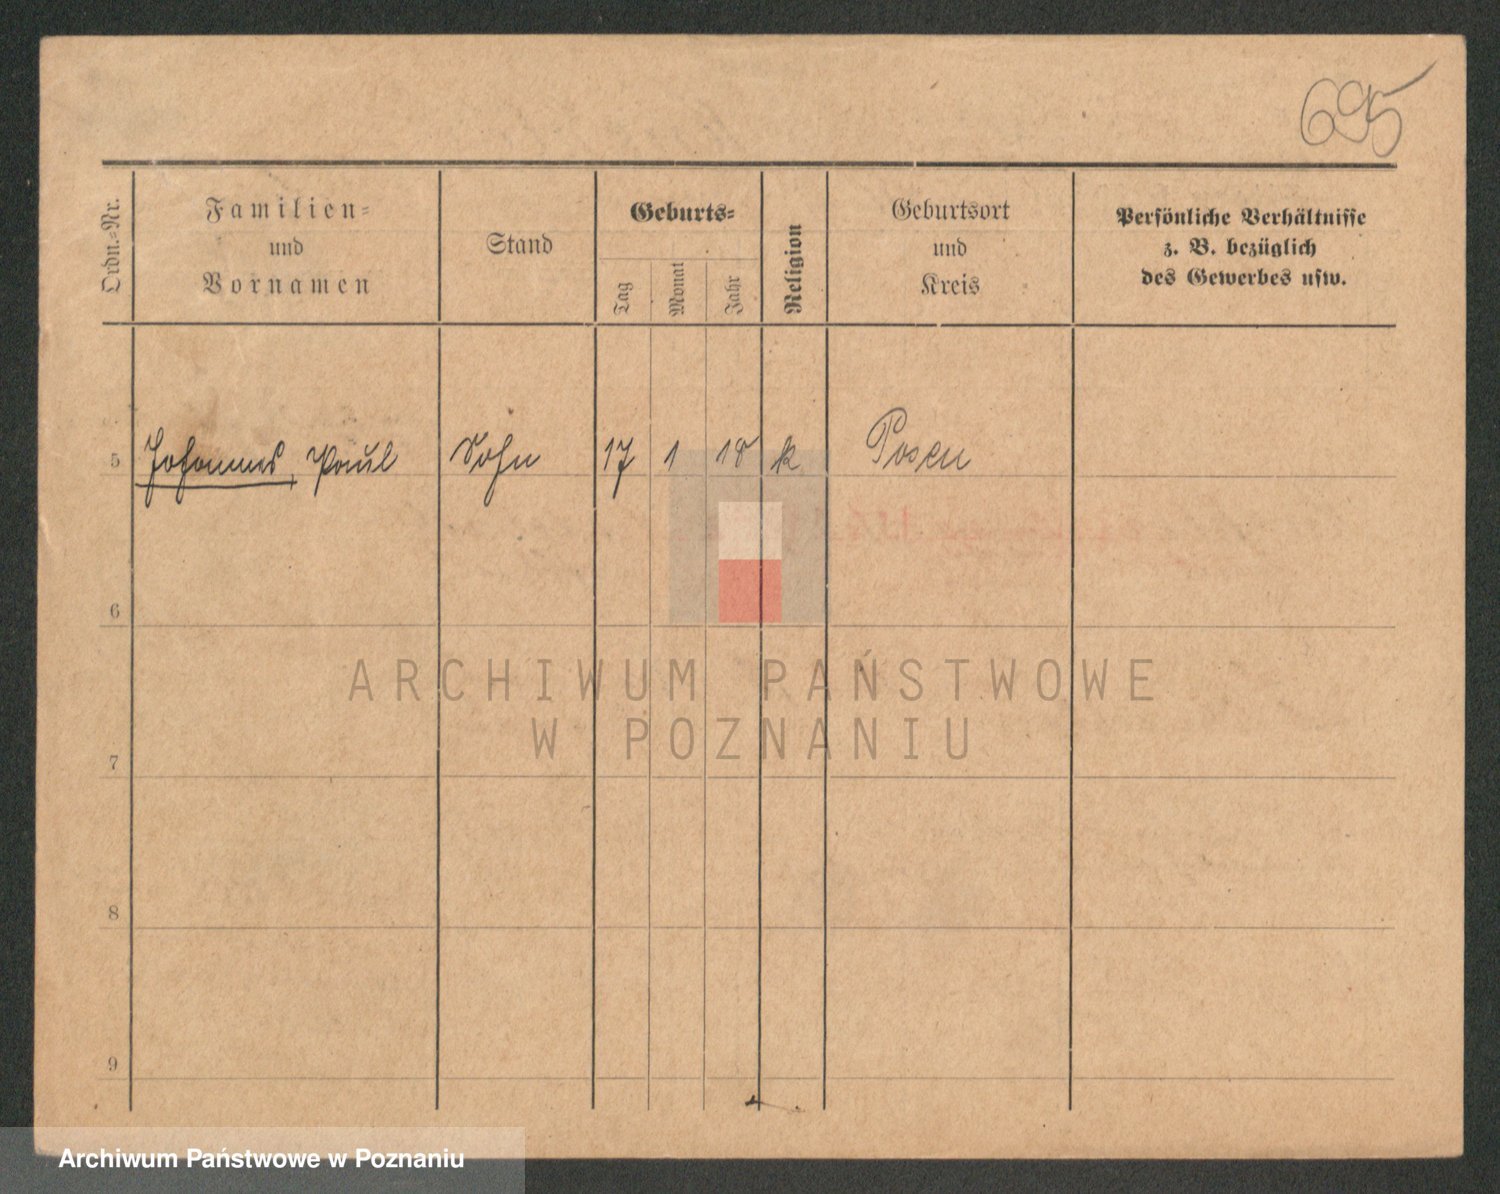 695
Ordn.=Nr.
Familien=
und
Vornamen
Stand
Geburts=
Tag
Monat
Jahr
Religion
Geburtsort
und
Kreis
Persönliche Verhältnisse
z. B. bezüglich
des Gewerbes usw.
5 Johannes, Paul Sohn 17 1 18 k Posen
6
ARCHIWUM PAŃSTWOWE
W POZNANIU
7
8
9
Archiwum Państwowe w Poznaniu